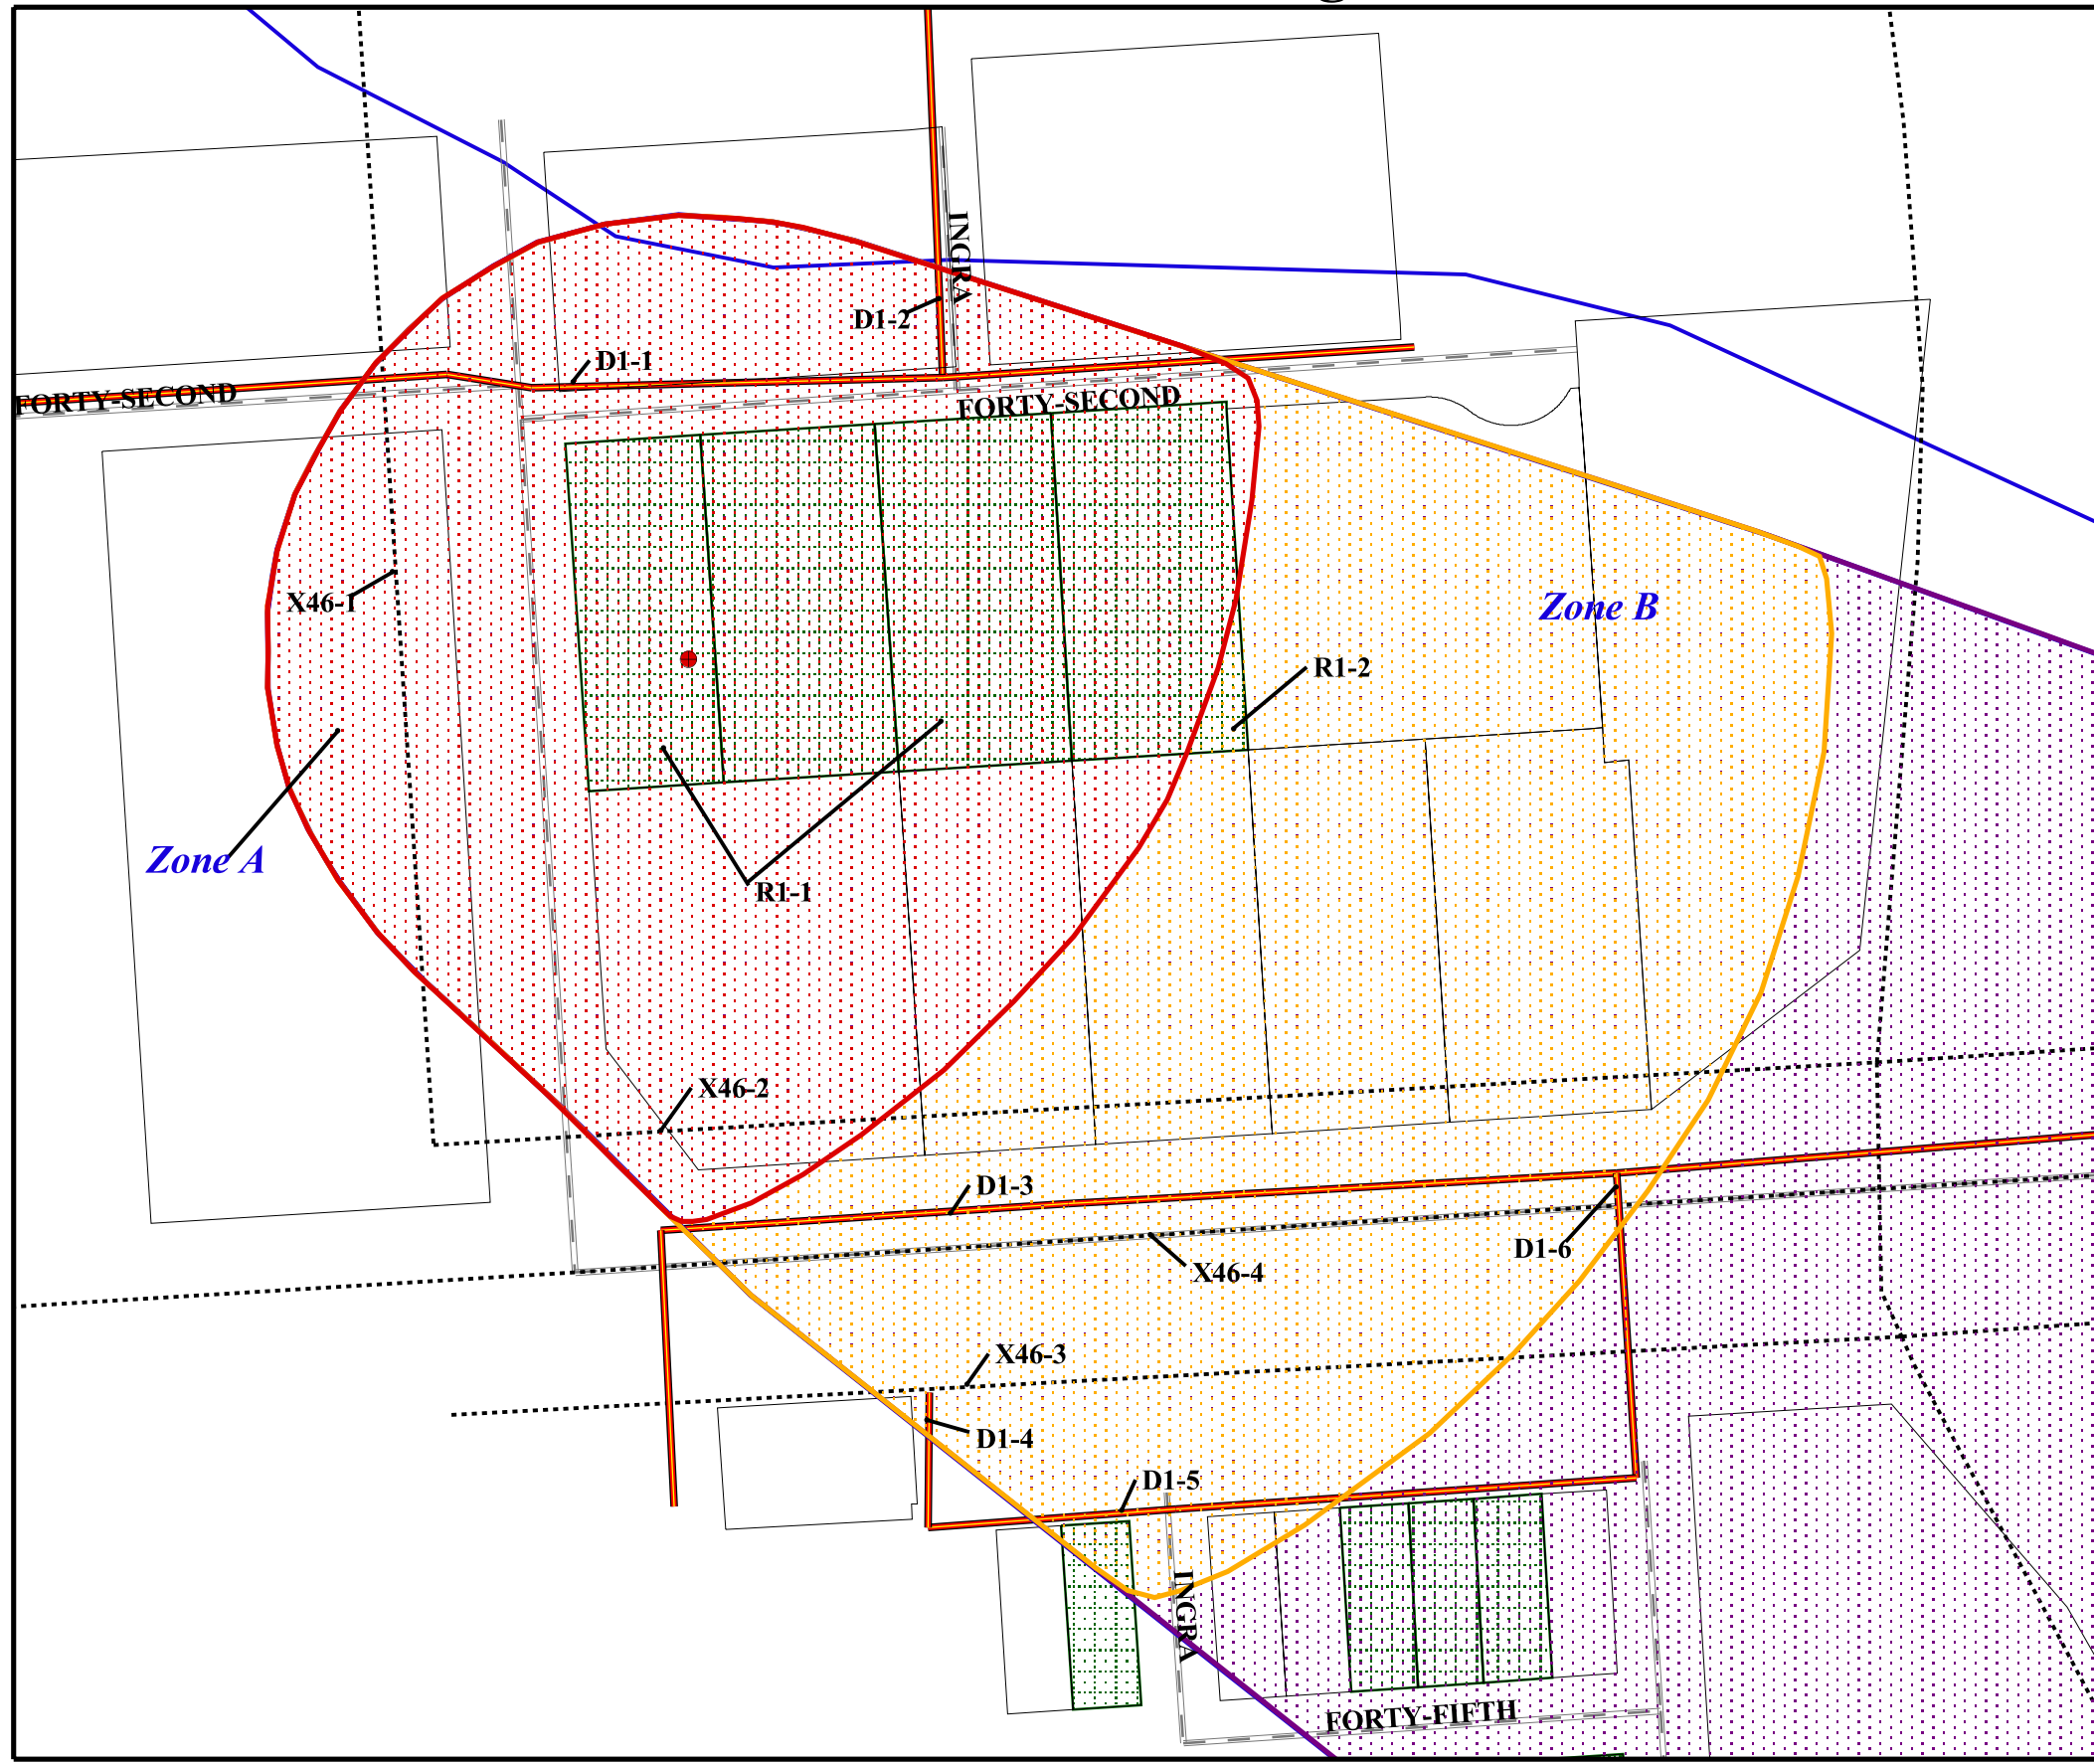 INGRA
D1-2
D1-1
FORTY-SECOND
FORTY-SECOND
X46-1
Zone B
R1-2
Zone A
R1-1
X46-2
D1-3
D1-6
X46-4
X46-3
D1-4
D1-5
INGRA
FORTY-FIFTH